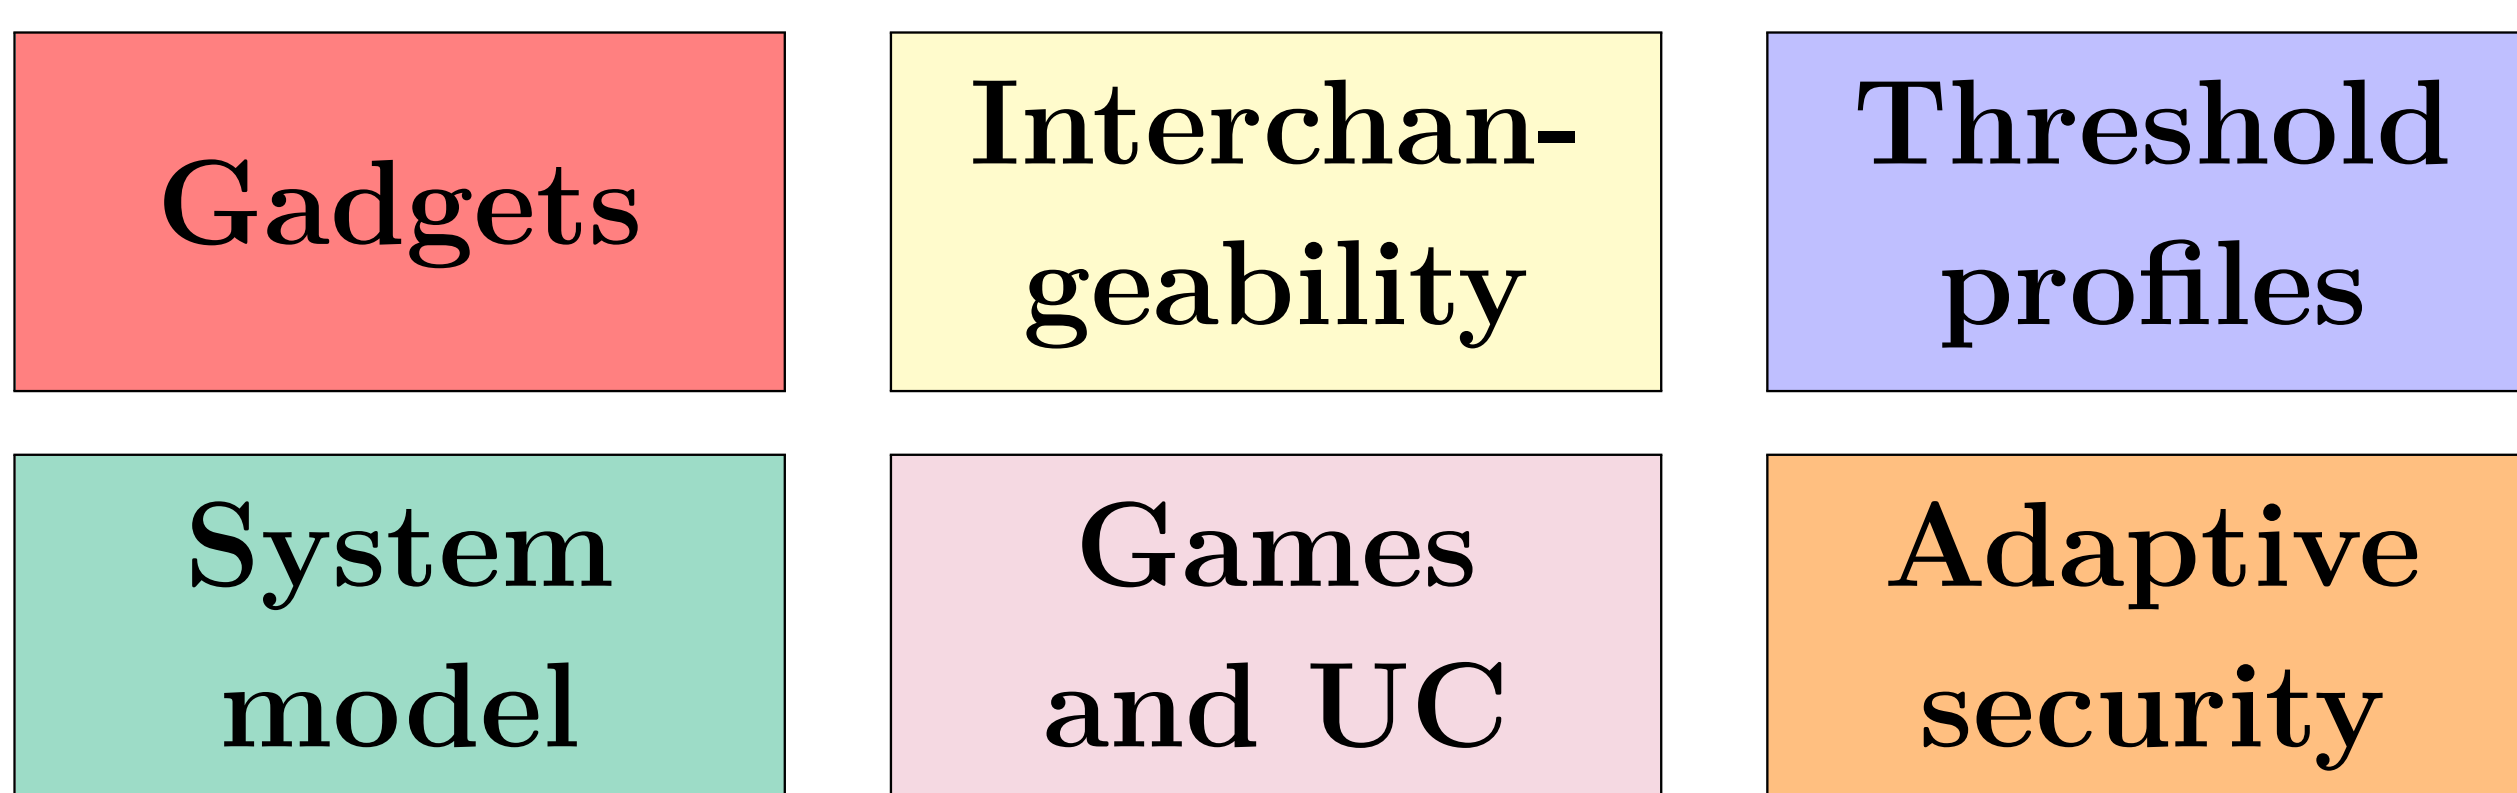 Gadgets
Interchan-
geability
Threshold
profiles
System
model
Games
and UC
Adaptive
security